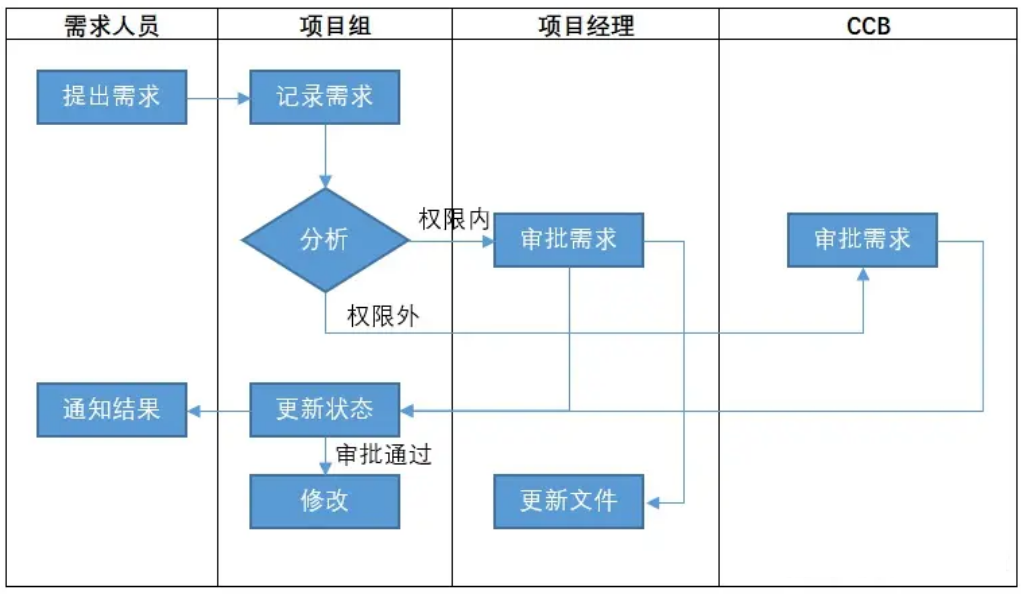 需求人员
项目组
项目经理
CCB
提出需求
记录需求
权限内
分析
审批需求
审批需求
权限外
通知结果
更新状态
审批通过
修改
更新文件